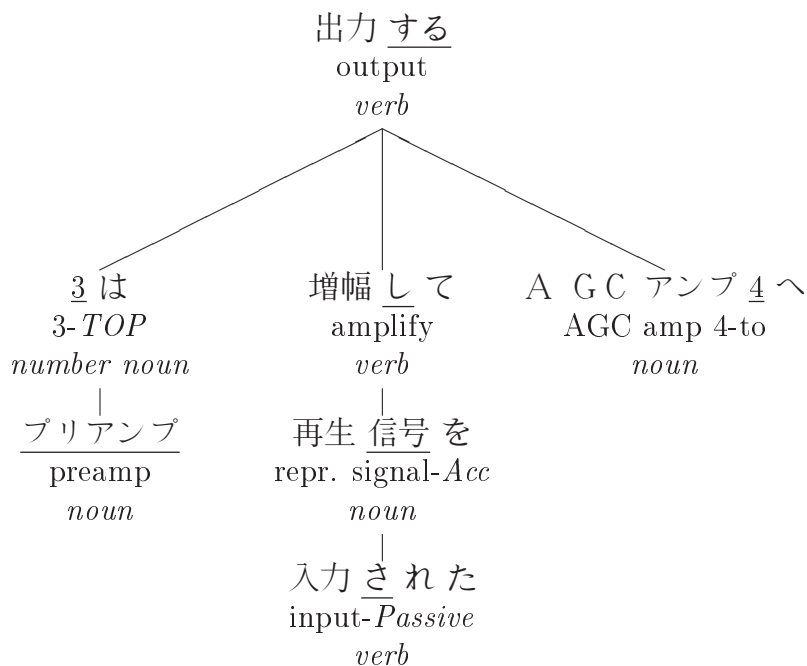 出力 する
output
verb
3 は
3-TOP
number noun
増幅 し て
amplify
verb
A GC アンプ 4 へ
AGC amp 4-to
noun
プリアンプ
preamp
noun
再生 信号 を
repr. signal-Acc
noun
入力 さ れ た
input-Passive
verb